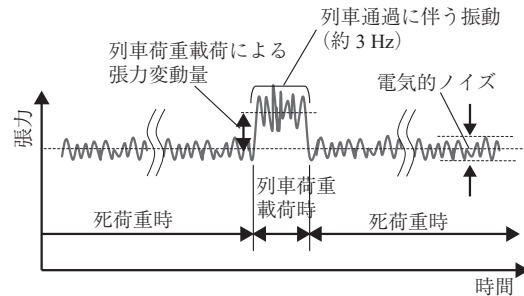 列車通過に伴う振動
（約 3 Hz）
列車荷重載荷による
張力変動量
電気的ノイズ
張力
列車荷重
載荷時
死荷重時
死荷重時
時間